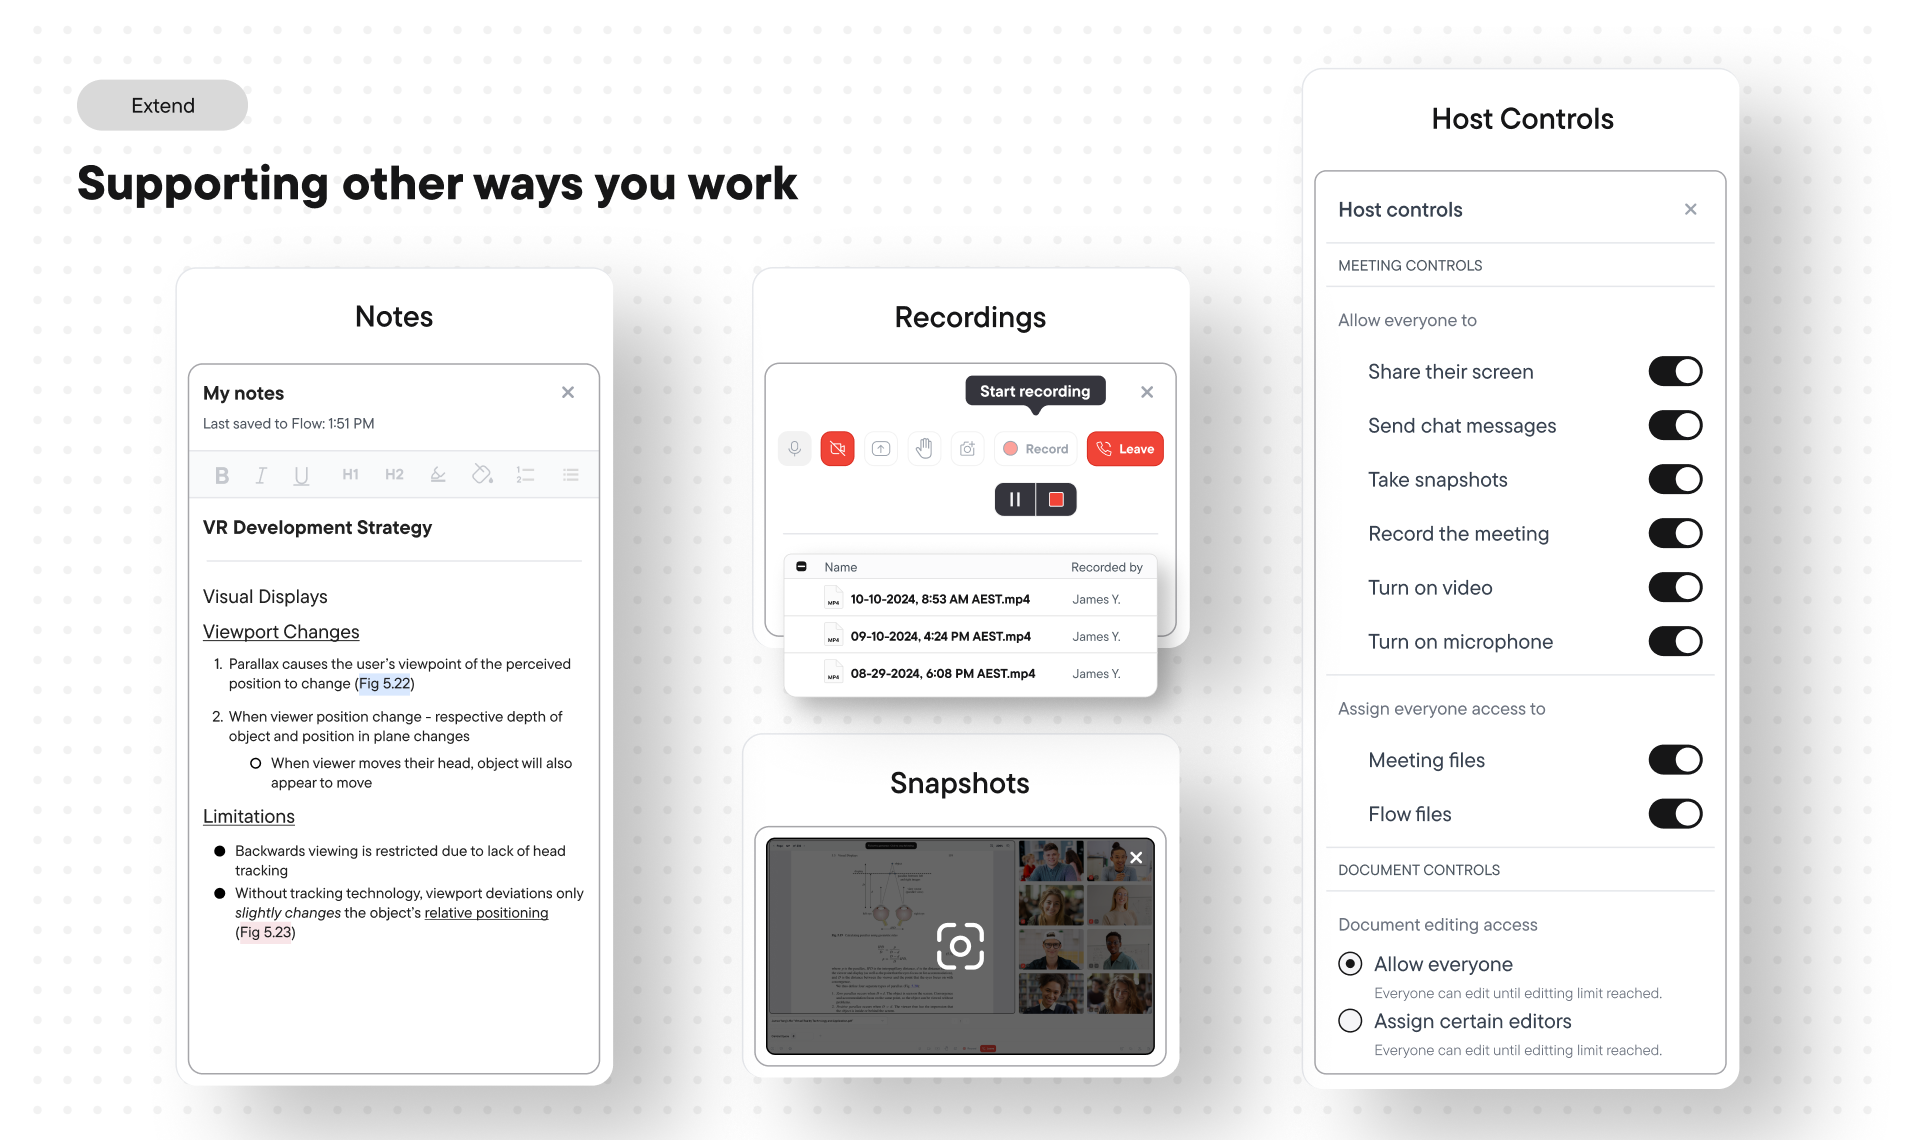 Extend
Supporting other ways you work
Notes
My notes
Last saved to Flow: 1:51 PM
B I U H1 H2
VR Development Strategy
Visual Displays
Viewport Changes
1. Parallax causes the user's viewpoint of the perceived
position to change (Fig 5.22)
2. When viewer position change - respective depth of
object and position in plane changes
When viewer moves their head, object will also
appear to move
Limitations
Backwards viewing is restricted due to lack of head
tracking
Without tracking technology, viewport deviations only
slightly changes the object's relative positioning
(Fig 5.23)
Recordings
Start recording
Record
Leave
Name Recorded by
MP4 10-10-2024, 8:53 AM AEST.mp4 James Y.
MP4 09-10-2024, 4:24 PM AEST.mp4 James Y.
MP4 08-29-2024, 6:08 PM AEST.mp4 James Y.
Snapshots
Host Controls
Host controls
MEETING CONTROLS
Allow everyone to
Share their screen
Send chat messages
Take snapshots
Record the meeting
Turn on video
Turn on microphone
Assign everyone access to
Meeting files
Flow files
DOCUMENT CONTROLS
Document editing access
Allow everyone
Everyone can edit until editting limit reached.
Assign certain editors
Everyone can edit until editting limit reached.